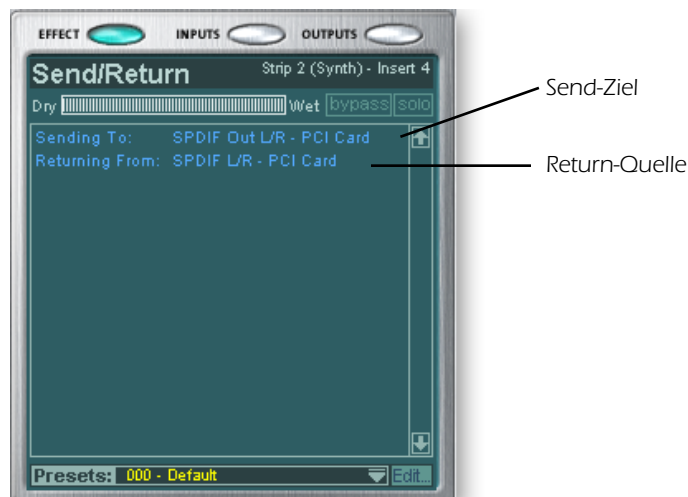 EFFECT INPUTS OUTPUTS
Send/Return Strip 2 (Synth) - Insert 4
Dry Wet bypass solo
Sending To: SPDIF Out L/R - PCI Card
Returning From: SPDIF L/R - PCI Card
Presets: 000 - Default Edit...
Send-Ziel
Return-Quelle